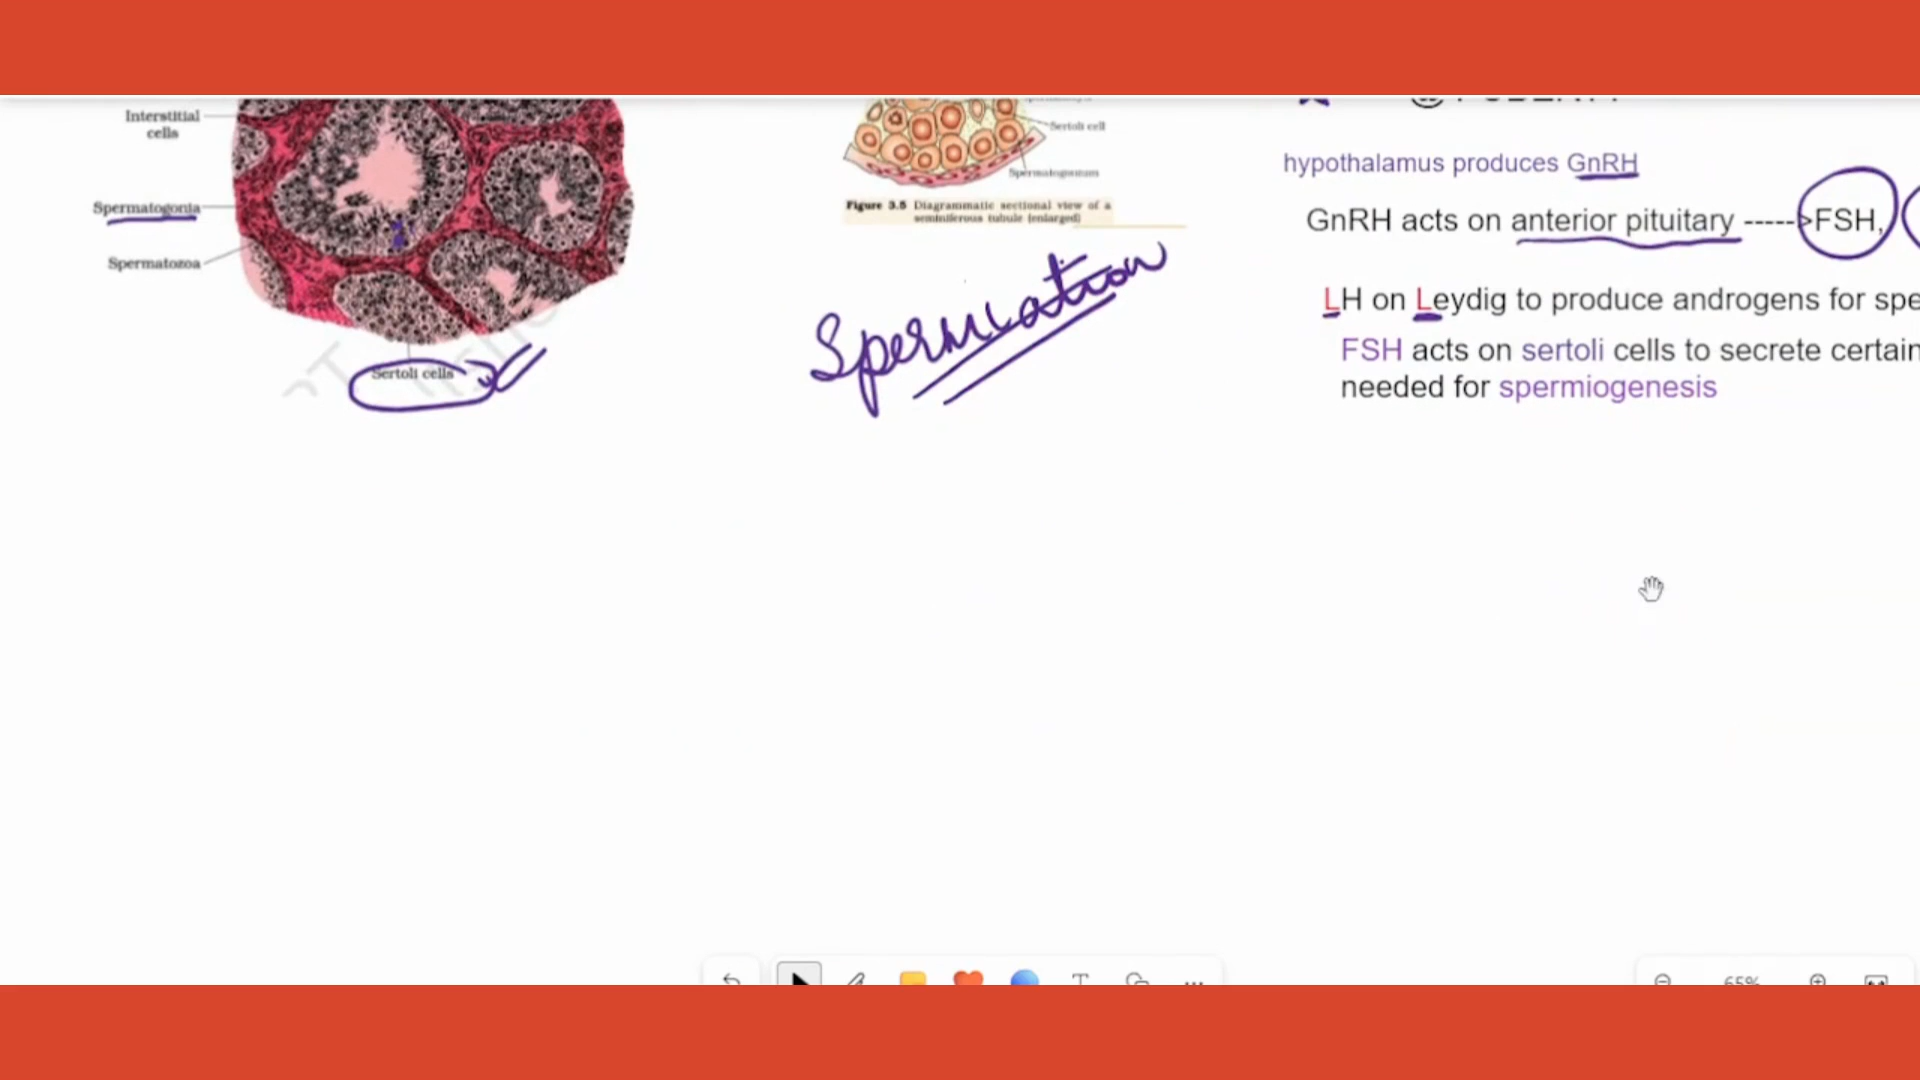 Interstitial
cells
Spermatogonia
Spermatozoa
Sertoli cells
Sertoli cell
Spermatogonium
Figure 3.5 Diagrammatic sectional view of a
seminiferous tubule (enlarged)
Spermiation
hypothalamus produces GnRH
GnRH acts on anterior pituitary ----->FSH,
LH on Leydig to produce androgens for spe
FSH acts on sertoli cells to secrete certain
needed for spermiogenesis
65%